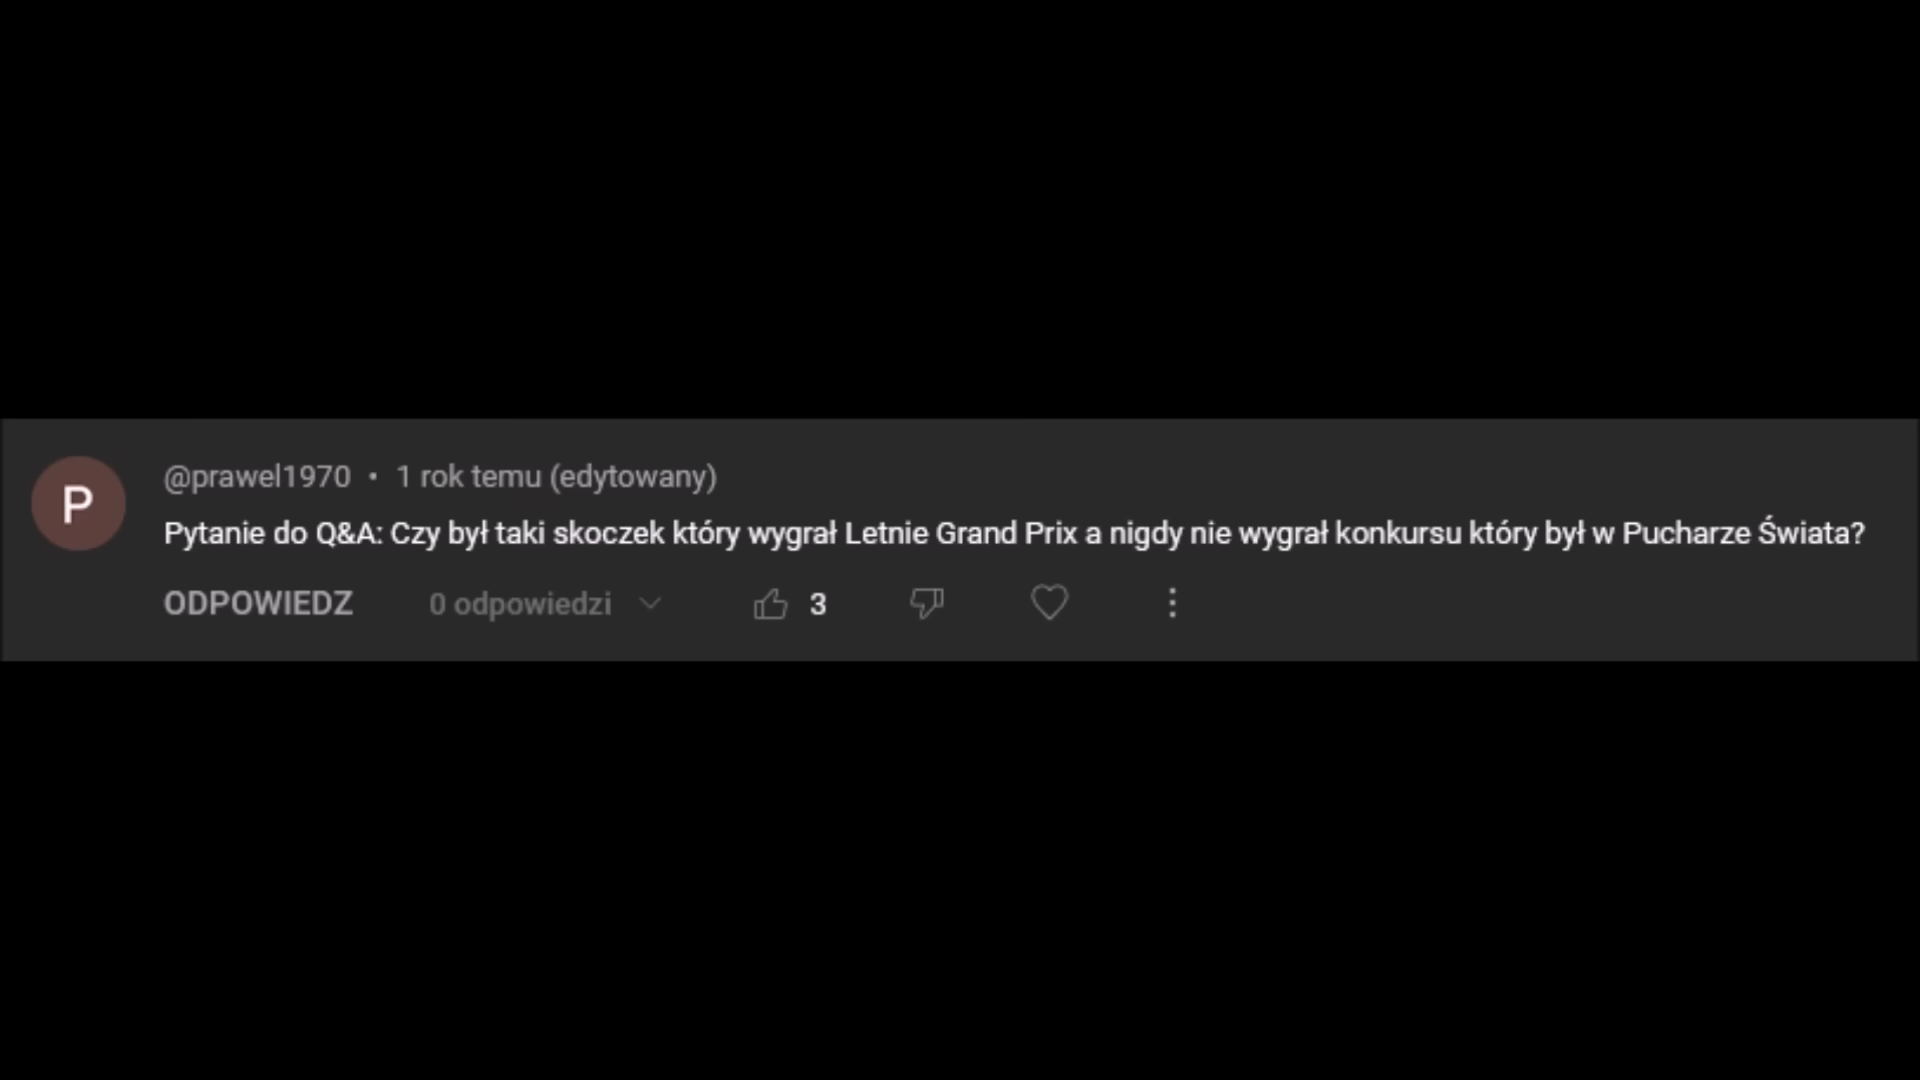 P
@prawel1970 • 1 rok temu (edytowany)
Pytanie do Q&A: Czy był taki skoczek który wygrał Letnie Grand Prix a nigdy nie wygrał konkursu który był w Pucharze Świata?
ODPOWIEDZ 0 odpowiedzi 3